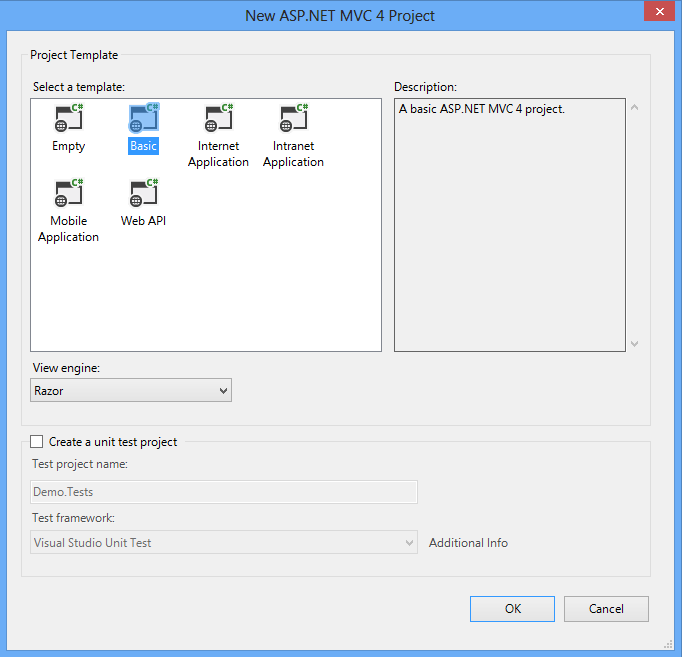 New ASP.NET MVC 4 Project
Project Template
Select a template:
Description:
C# C# C# C#
Empty Basic Internet Application Intranet Application
A basic ASP.NET MVC 4 project.
C# C#
Mobile Application Web API
View engine:
Razor
Create a unit test project
Test project name:
Demo.Tests
Test framework:
Visual Studio Unit Test
Additional Info
OK
Cancel